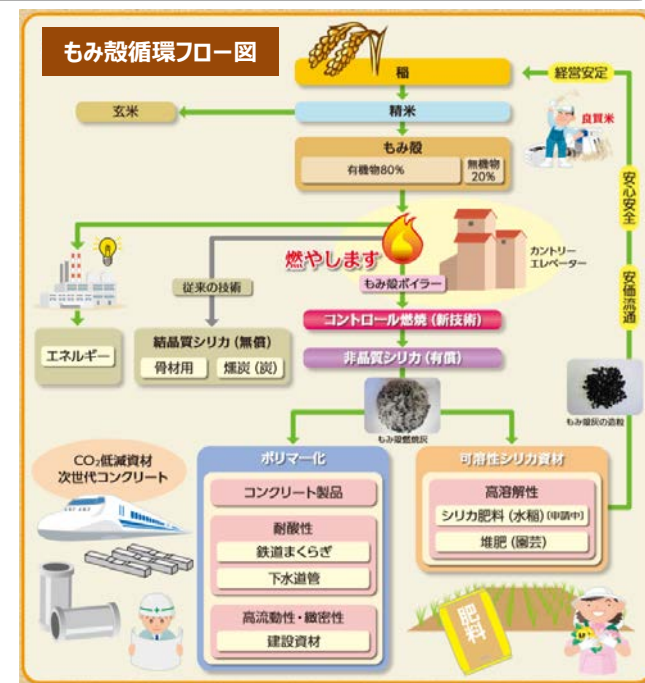 もみ殻循環フロー図
稲
経営安定
玄米
精米
良質米
もみ殻
有機物80%
無機物
20%
安心安全
安価流通
燃やします
カントリー
エレベーター
従来の技術
もみ殻ボイラー
コントロール燃焼（新技術）
エネルギー
結晶質シリカ（無償）
骨材用
燻炭（炭）
非晶質シリカ（有償）
もみ殻燃焼灰
もみ殻灰の造粒
CO₂低減資材
次世代コンクリート
ポリマー化
コンクリート製品
耐酸性
鉄道まくらぎ
下水道管
高流動性・緻密性
建設資材
可溶性シリカ資材
高溶解性
シリカ肥料（水稲）［申請中］
堆肥（園芸）
肥料